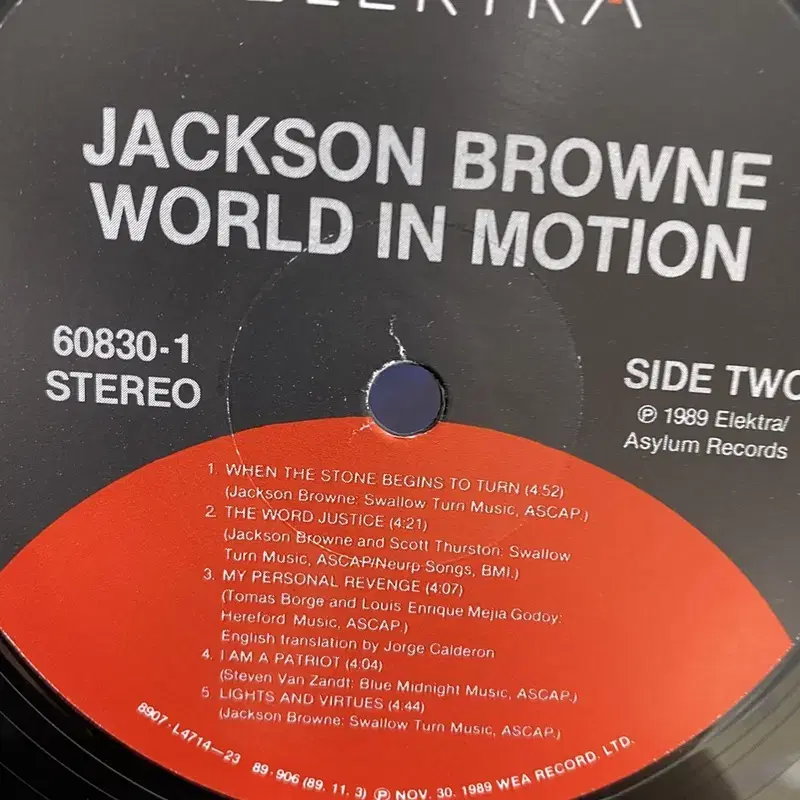 ELEKTRA
JACKSON BROWNE
WORLD IN MOTION
60830-1
STEREO
SIDE TWO
℗ 1989 Elektra/
Asylum Records
1. WHEN THE STONE BEGINS TO TURN (4:52)
(Jackson Browne: Swallow Turn Music, ASCAP.)
2. THE WORD JUSTICE (4:21)
(Jackson Browne and Scott Thurston: Swallow
Turn Music, ASCAP/Neurp Songs, BMI.)
3. MY PERSONAL REVENGE (4:07)
(Tomas Borge and Louis Enrique Mejia Godoy:
Hereford Music, ASCAP.)
English translation by Jorge Calderon
4. I AM A PATRIOT (4:04)
(Steven Van Zandt: Blue Midnight Music, ASCAP.)
5 LIGHTS AND VIRTUES (4:44)
(Jackson Browne: Swallow Turn Music, ASCAP.)
8907·L4714-23 89·906 (89. 11. 3) ℗ NOV. 30. 1989 WEA RECORD. LTD.